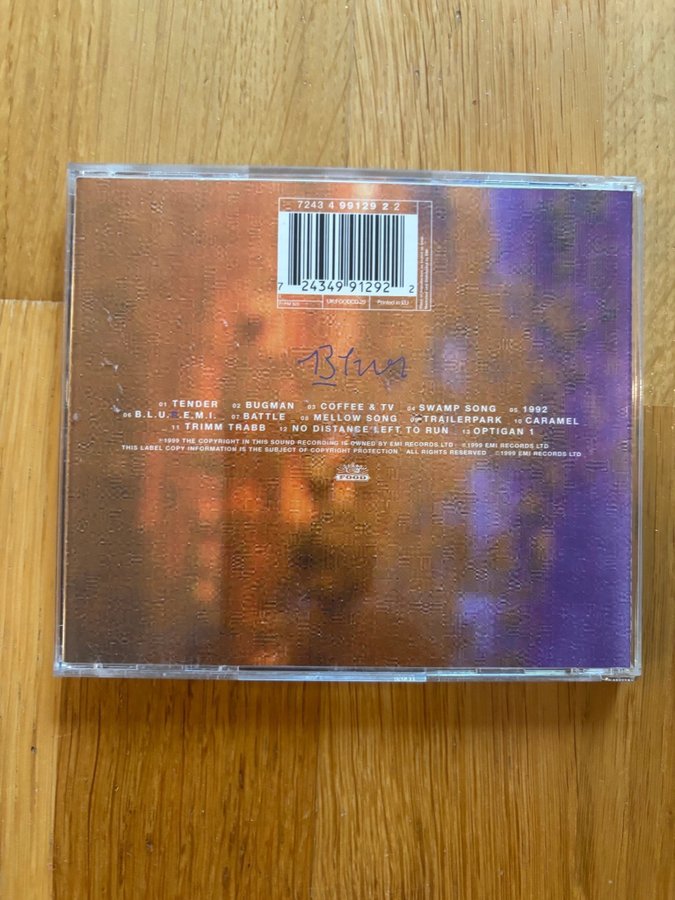 7243 4 99129 2 2
7 24349 91292 2
UK:FOODCD 29
Printed in EU
Blur
01 TENDER 02 BUGMAN 03 COFFEE & TV 04 SWAMP SONG 05 1992
06 B.L.U.R.E.M.I. 07 BATTLE 08 MELLOW SONG 09 TRAILERPARK 10 CARAMEL
11 TRIMM TRABB 12 NO DISTANCE LEFT TO RUN 13 OPTIGAN 1
℗1999 THE COPYRIGHT IN THIS SOUND RECORDING IS OWNED BY EMI RECORDS LTD ©1999 EMI RECORDS LTD
THIS LABEL COPY INFORMATION IS THE SUBJECT OF COPYRIGHT PROTECTION ALL RIGHTS RESERVED ©1999 EMI RECORDS LTD
FOOD